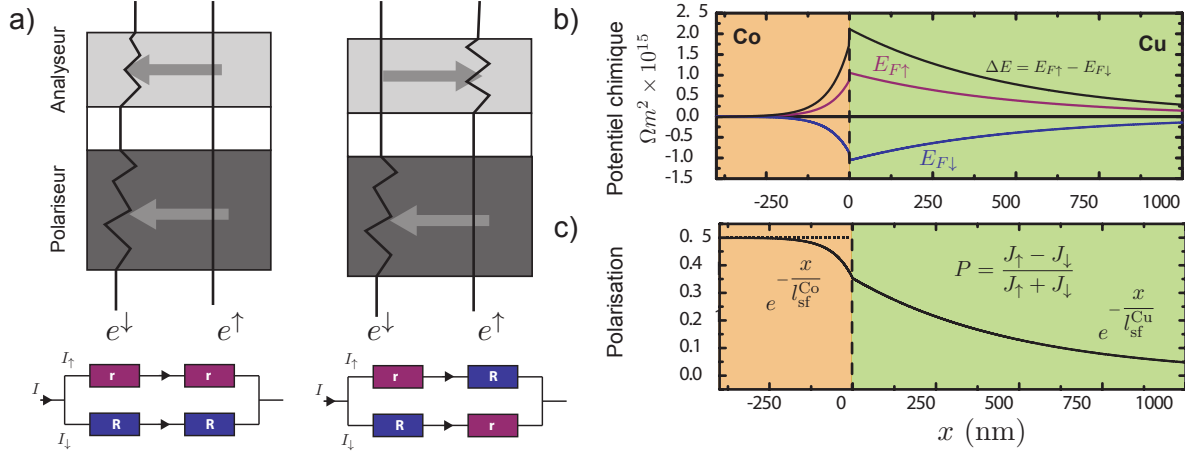 a)
Analyseur
Polariseur
e↓
e↑
e↓
e↑
I↑
I
I↓
r
r
R
R
I↑
I
I↓
r
R
R
r
b)
Potentiel chimique
Ωm² × 10¹⁵
2. 5
2.0
1.5
1.0
0.5
0.0
-0.5
-1.0
-1.5
Co
Cu
E_F↑
ΔE = E_F↑ − E_F↓
E_F↓
-250
0
250
500
750
1000
c)
Polarisation
0. 5
0.4
0.3
0.2
0.1
0.0
e^(−x/l_sf^Co)
P = (J↑ − J↓)/(J↑ + J↓)
e^(−x/l_sf^Cu)
-250
0
250
500
750
1000
x (nm)